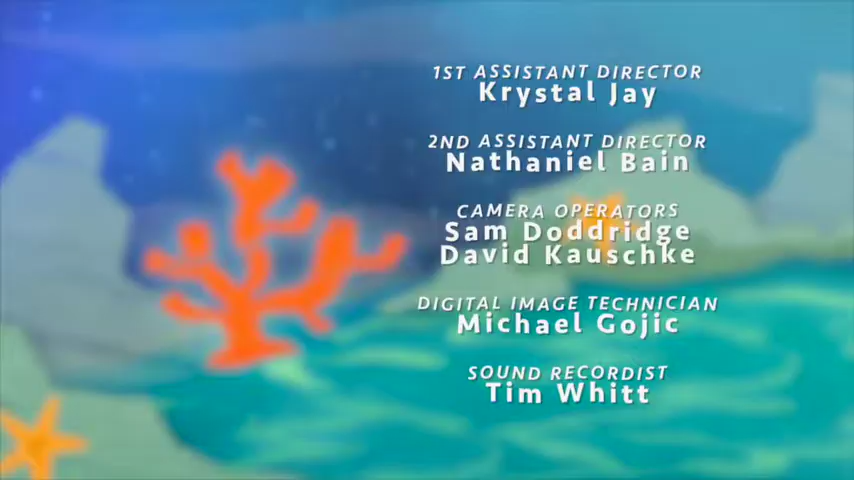 1ST ASSISTANT DIRECTOR
Krystal Jay
2ND ASSISTANT DIRECTOR
Nathaniel Bain
CAMERA OPERATORS
Sam Doddridge
David Kauschke
DIGITAL IMAGE TECHNICIAN
Michael Gojic
SOUND RECORDIST
Tim Whitt